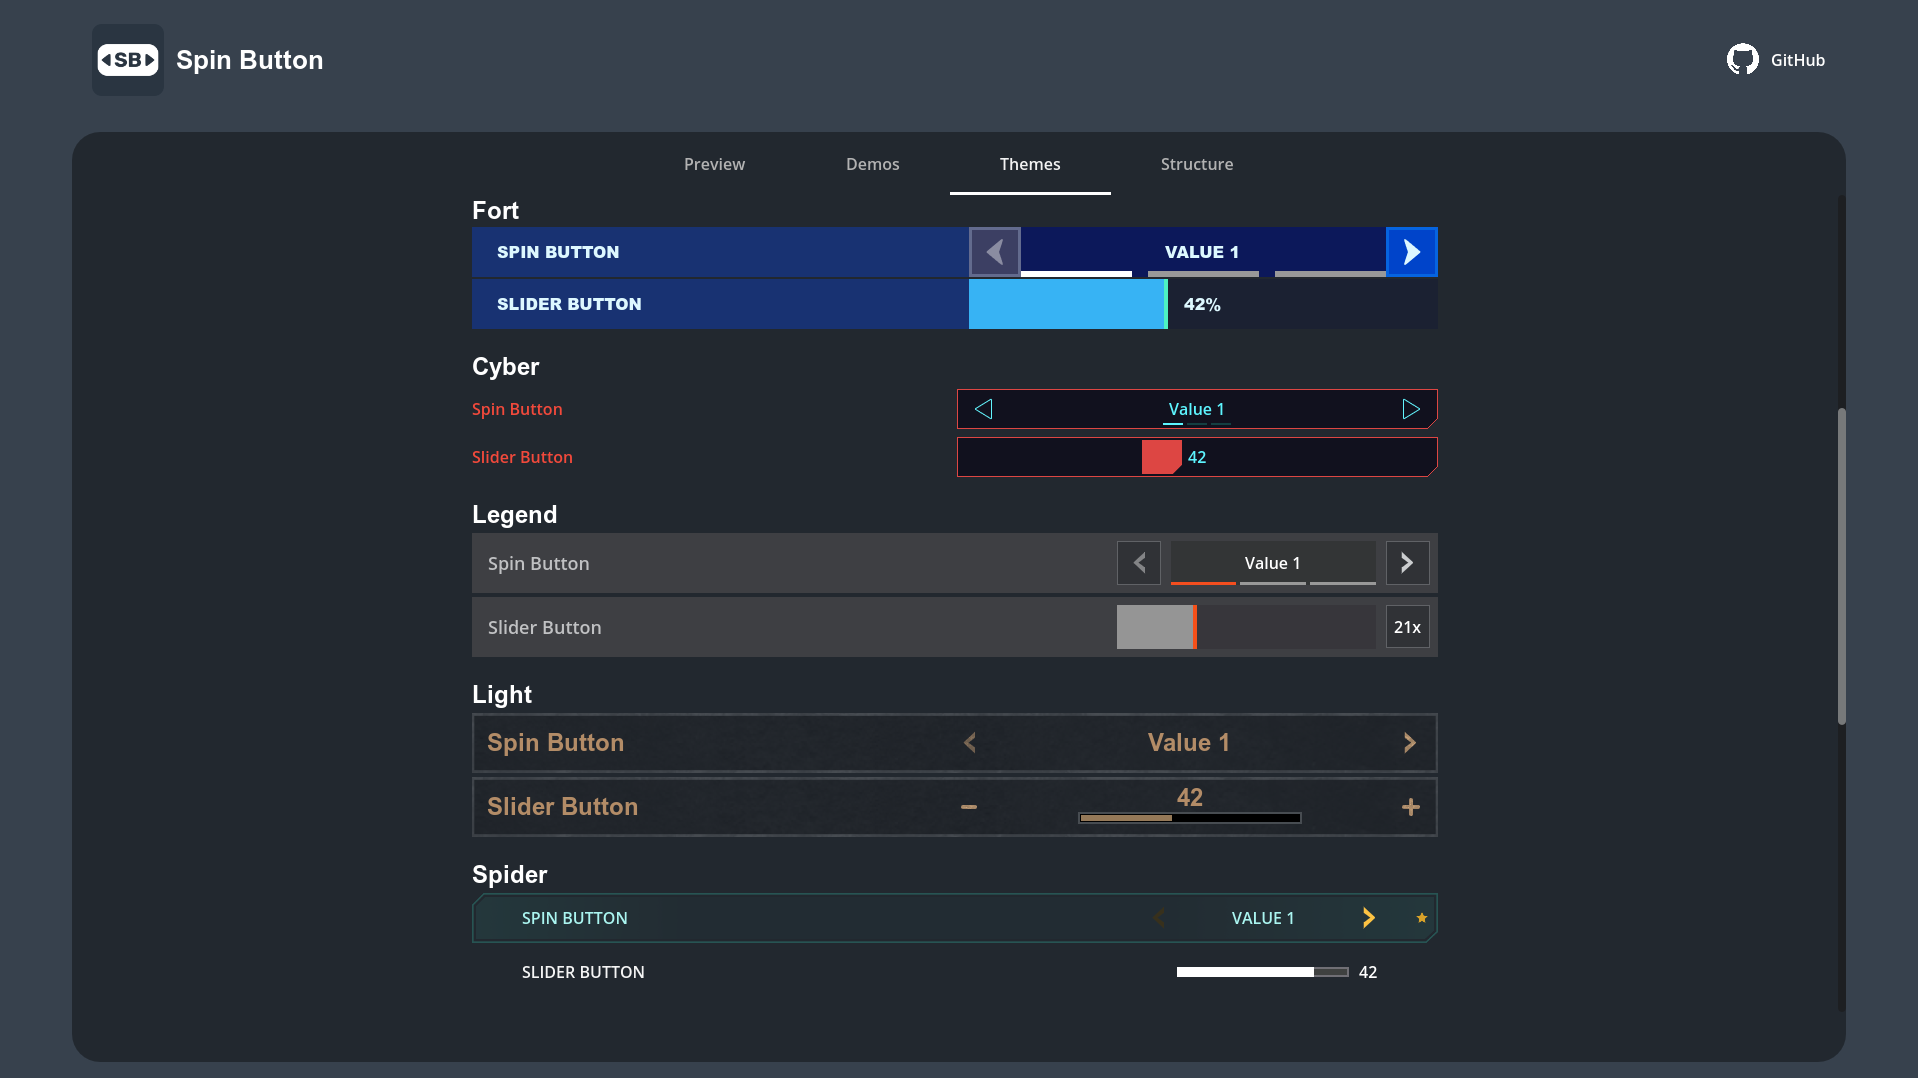 SB
Spin Button
GitHub
Preview Demos Themes Structure
Fort
SPIN BUTTON VALUE 1
SLIDER BUTTON 42%
Cyber
Spin Button Value 1
Slider Button 42
Legend
Spin Button Value 1
Slider Button 21x
Light
Spin Button Value 1
Slider Button 42
Spider
SPIN BUTTON VALUE 1
SLIDER BUTTON 42